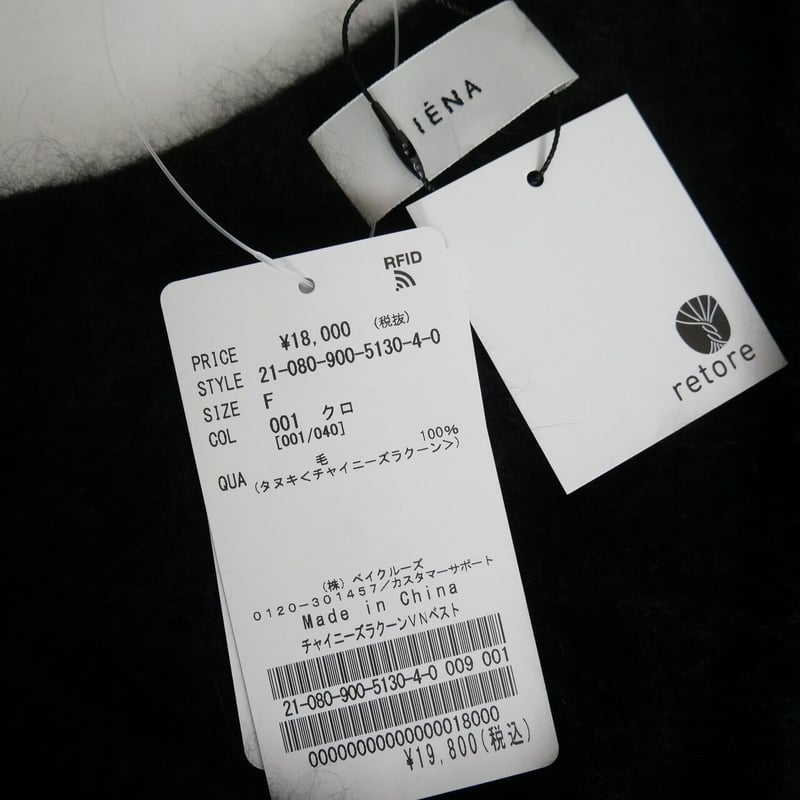 IÉNA
retore
RFID
PRICE ¥18,000 (税抜)
STYLE 21-080-900-5130-4-0
SIZE F
COL 001 クロ
[001/040]
QUA 毛 100%
(タヌキ<チャイニーズラクーン>)
(株)ベイクルーズ
0120-301457/カスタマーサポート
Made in China
チャイニーズラクーンVNベスト
21-080-900-5130-4-0 009 001
00000000000000018000
¥19,800(税込)